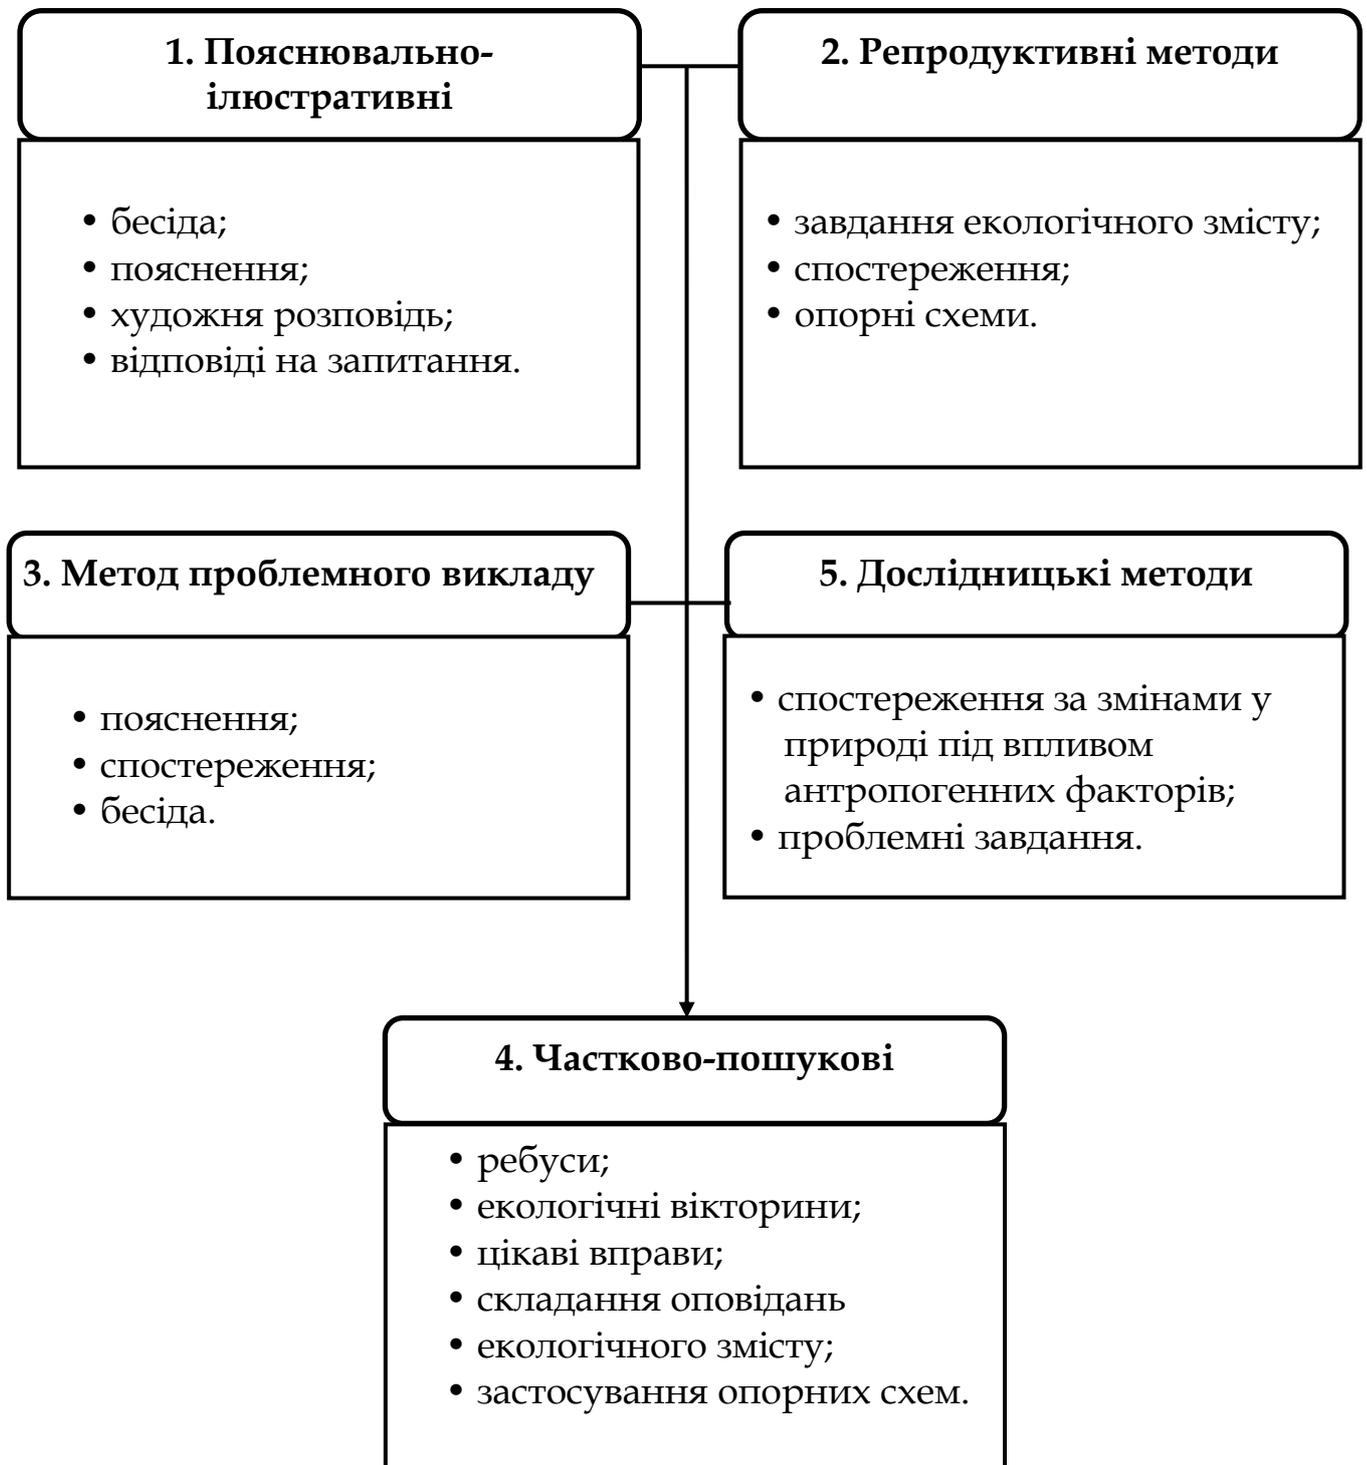 1. Пояснювально-
ілюстративні
• бесіда;
• пояснення;
• художня розповідь;
• відповіді на запитання.
2. Репродуктивні методи
• завдання екологічного змісту;
• спостереження;
• опорні схеми.
3. Метод проблемного викладу
• пояснення;
• спостереження;
• бесіда.
5. Дослідницькі методи
• спостереження за змінами у
природі під впливом
антропогенних факторів;
• проблемні завдання.
4. Частково-пошукові
• ребуси;
• екологічні вікторини;
• цікаві вправи;
• складання оповідань
• екологічного змісту;
• застосування опорних схем.